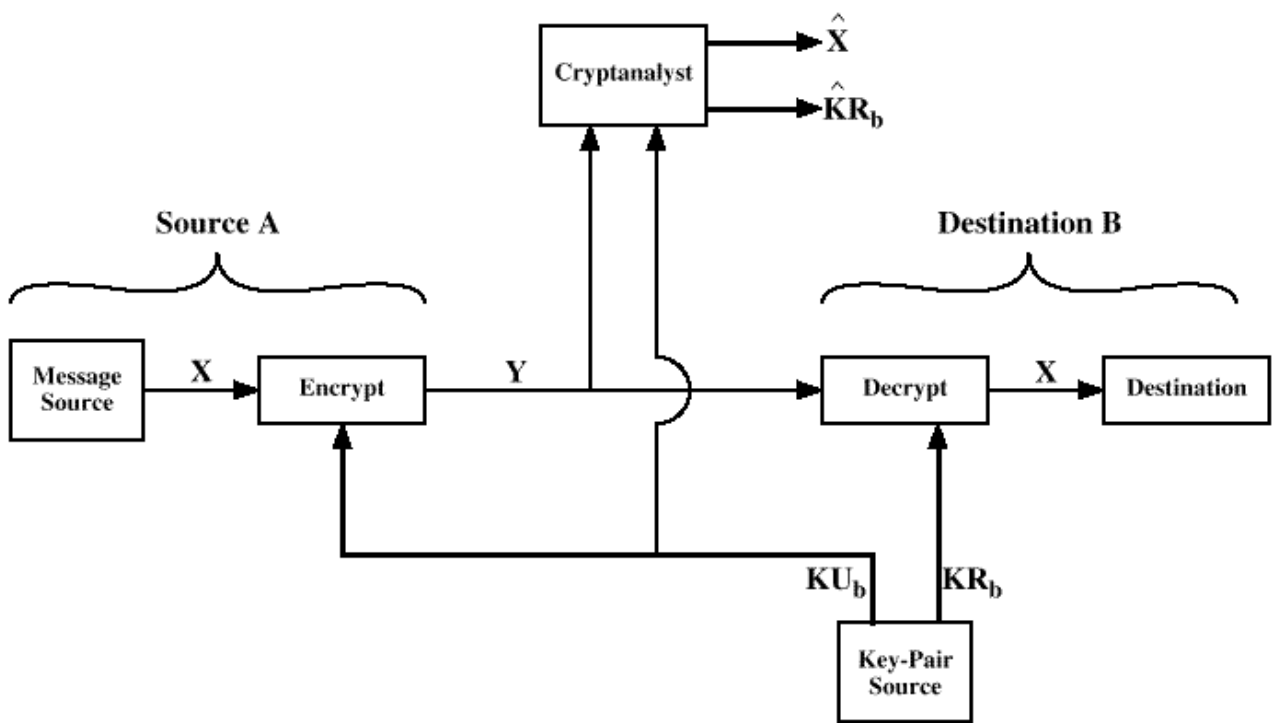 X̂
Cryptanalyst
K̂R_b
Source A
Destination B
Message
Source
X
Encrypt
Y
Decrypt
X
Destination
KU_b
KR_b
Key-Pair
Source